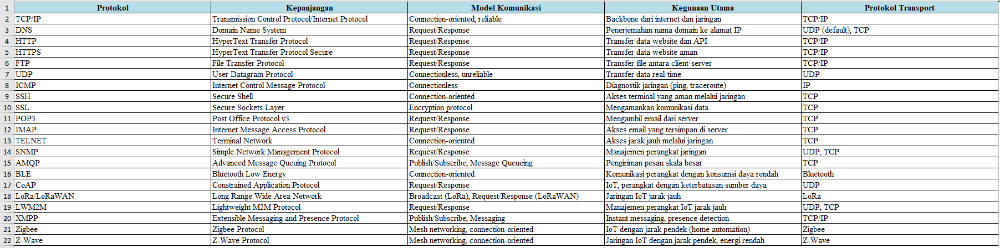 1 Protokol Kepanjangan Model Komunikasi Kegunaan Utama Protokol Transport
2 TCP/IP Transmission Control Protocol/Internet Protocol Connection-oriented, reliable Backbone dari internet dan jaringan TCP/IP
3 DNS Domain Name System Request/Response Penerjemahan nama domain ke alamat IP UDP (default), TCP
4 HTTP HyperText Transfer Protocol Request/Response Transfer data website dan API TCP/IP
5 HTTPS HyperText Transfer Protocol Secure Request/Response Transfer data website aman TCP/IP
6 FTP File Transfer Protocol Request/Response Transfer file antara client-server TCP/IP
7 UDP User Datagram Protocol Connectionless, unreliable Transfer data real-time UDP
8 ICMP Internet Control Message Protocol Connectionless Diagnostik jaringan (ping, traceroute) IP
9 SSH Secure Shell Connection-oriented Akses terminal yang aman melalui jaringan TCP
10 SSL Secure Sockets Layer Encryption protocol Mengamankan komunikasi data TCP
11 POP3 Post Office Protocol v3 Request/Response Mengambil email dari server TCP
12 IMAP Internet Message Access Protocol Request/Response Akses email yang tersimpan di server TCP
13 TELNET Terminal Network Connection-oriented Akses jarak jauh melalui jaringan TCP
14 SNMP Simple Network Management Protocol Request/Response Manajemen perangkat jaringan UDP, TCP
15 AMQP Advanced Message Queuing Protocol Publish/Subscribe, Message Queueing Pengiriman pesan skala besar TCP
16 BLE Bluetooth Low Energy Connection-oriented Komunikasi perangkat dengan konsumsi daya rendah Bluetooth
17 CoAP Constrained Application Protocol Request/Response IoT, perangkat dengan keterbatasan sumber daya UDP
18 LoRa/LoRaWAN Long Range Wide Area Network Broadcast (LoRa), Request/Response (LoRaWAN) Jaringan IoT jarak jauh LoRa
19 LWM2M Lightweight M2M Protocol Request/Response Manajemen perangkat IoT jarak jauh UDP, TCP
20 XMPP Extensible Messaging and Presence Protocol Publish/Subscribe, Messaging Instant messaging, presence detection TCP/IP
21 Zigbee Zigbee Protocol Mesh networking, connection-oriented IoT dengan jarak pendek (home automation) Zigbee
22 Z-Wave Z-Wave Protocol Mesh networking, connection-oriented Jaringan IoT dengan jarak pendek, energi rendah Z-Wave